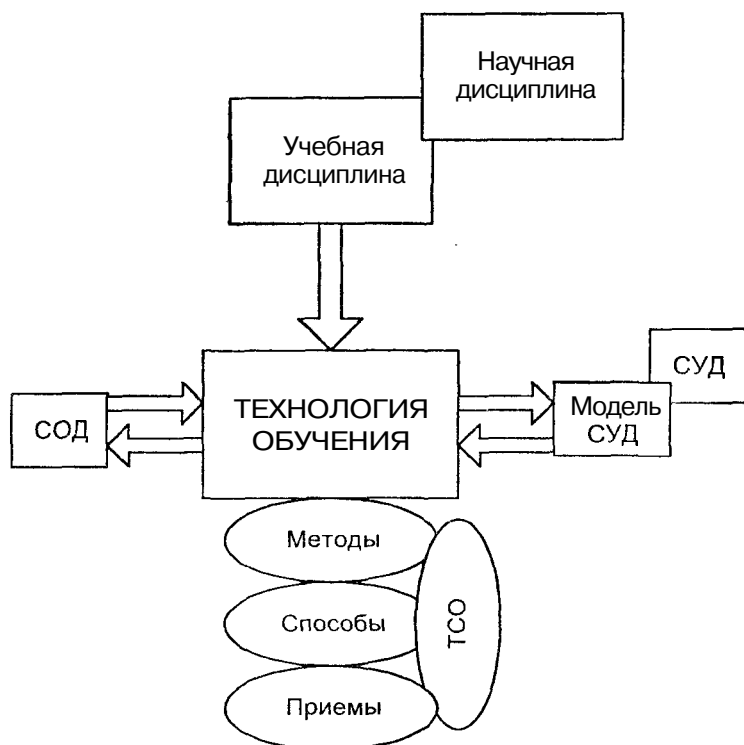 Научная
дисциплина
Учебная
дисциплина
СУД
ТЕХНОЛОГИЯ
ОБУЧЕНИЯ
Модель
СУД
СОД
Методы
Способы
ТСО
Приемы